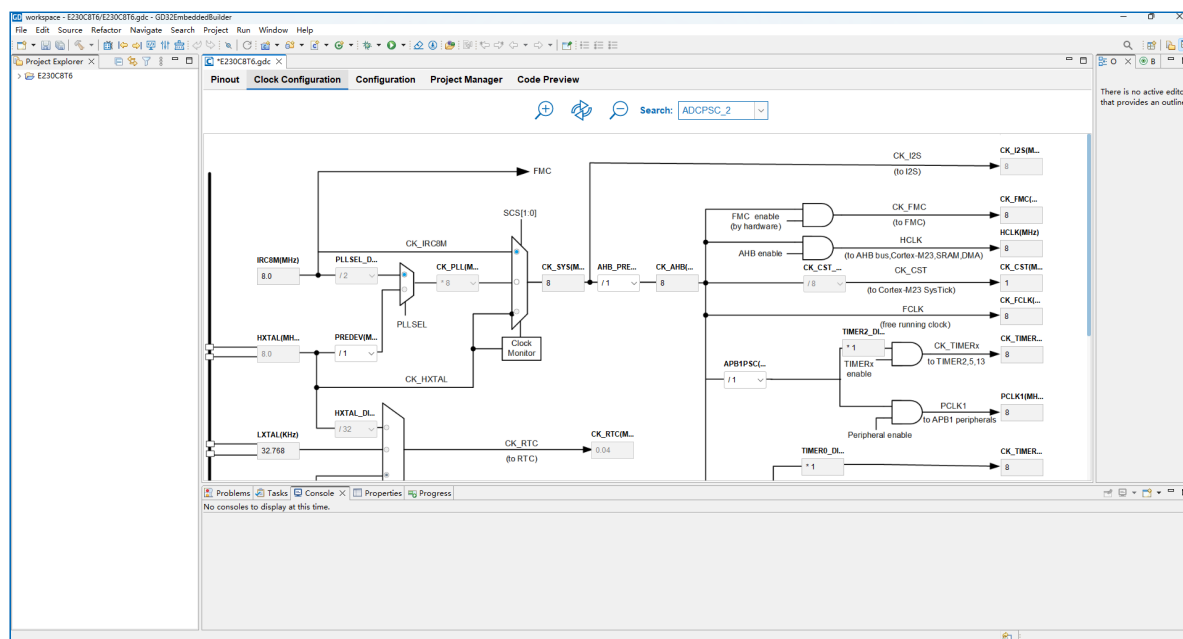 workspace - E230C8T6/E230C8T6.gdc - GD32EmbeddedBuilder
File Edit Source Refactor Navigate Search Project Run Window Help
Project Explorer
E230C8T6
*E230C8T6.gdc
Pinout Clock Configuration Configuration Project Manager Code Preview
Search: ADCPSC_2
O
B
There is no active edito
that provides an outline
FMC
CK_I2S
(to I2S)
CK_I2S(M...
8
SCS[1:0]
FMC enable
(by hardware)
CK_FMC
(to FMC)
CK_FMC(...
8
CK_IRC8M
AHB enable
HCLK
(to AHB bus,Cortex-M23,SRAM,DMA)
HCLK(MHz)
8
IRC8M(MHz)
8.0
PLLSEL_D...
/ 2
CK_PLL(M...
* 8
CK_SYS(M...
8
AHB_PRE...
/ 1
CK_AHB(...
8
CK_CST_...
/ 8
CK_CST
(to Cortex-M23 SysTick)
CK_CST(M...
1
PLLSEL
FCLK
(free running clock)
CK_FCLK(...
8
HXTAL(MH...
8.0
PREDEV(M...
/ 1
Clock
Monitor
CK_HXTAL
APB1PSC(...
/ 1
TIMER2_DI...
* 1
TIMERx
enable
CK_TIMERx
to TIMER2,5,13
CK_TIMER...
8
PCLK1
to APB1 peripherals
PCLK1(MH...
8
Peripheral enable
HXTAL_DI...
/ 32
LXTAL(KHz)
32.768
CK_RTC
(to RTC)
CK_RTC(M...
0.04
TIMER0_DI...
* 1
CK_TIMER...
8
Problems Tasks Console Properties Progress
No consoles to display at this time.